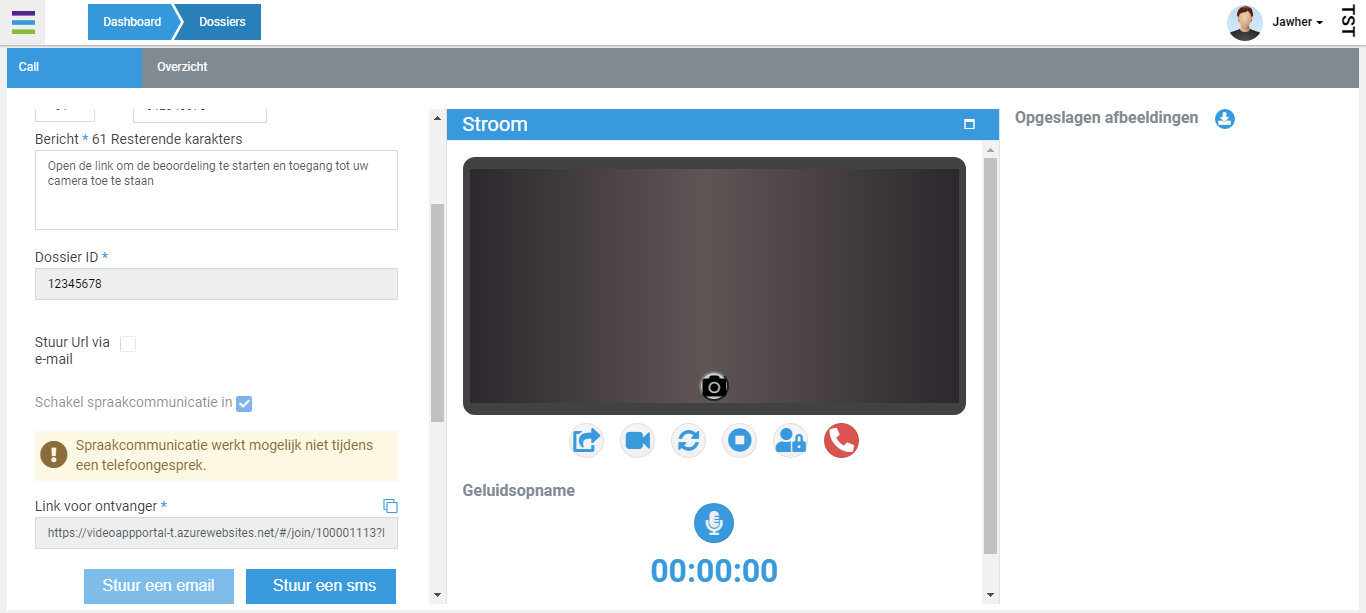 Dashboard
Dossiers
Jawher
TST
Call
Overzicht
Bericht * 61 Resterende karakters
Open de link om de beoordeling te starten en toegang tot uw
camera toe te staan
Dossier ID *
12345678
Stuur Url via
e-mail
Schakel spraakcommunicatie in
Spraakcommunicatie werkt mogelijk niet tijdens
een telefoongesprek.
Link voor ontvanger *
https://videoappportal-t.azurewebsites.net/#/join/100001113?l
Stuur een email
Stuur een sms
Stroom
Geluidsopname
00:00:00
Opgeslagen afbeeldingen